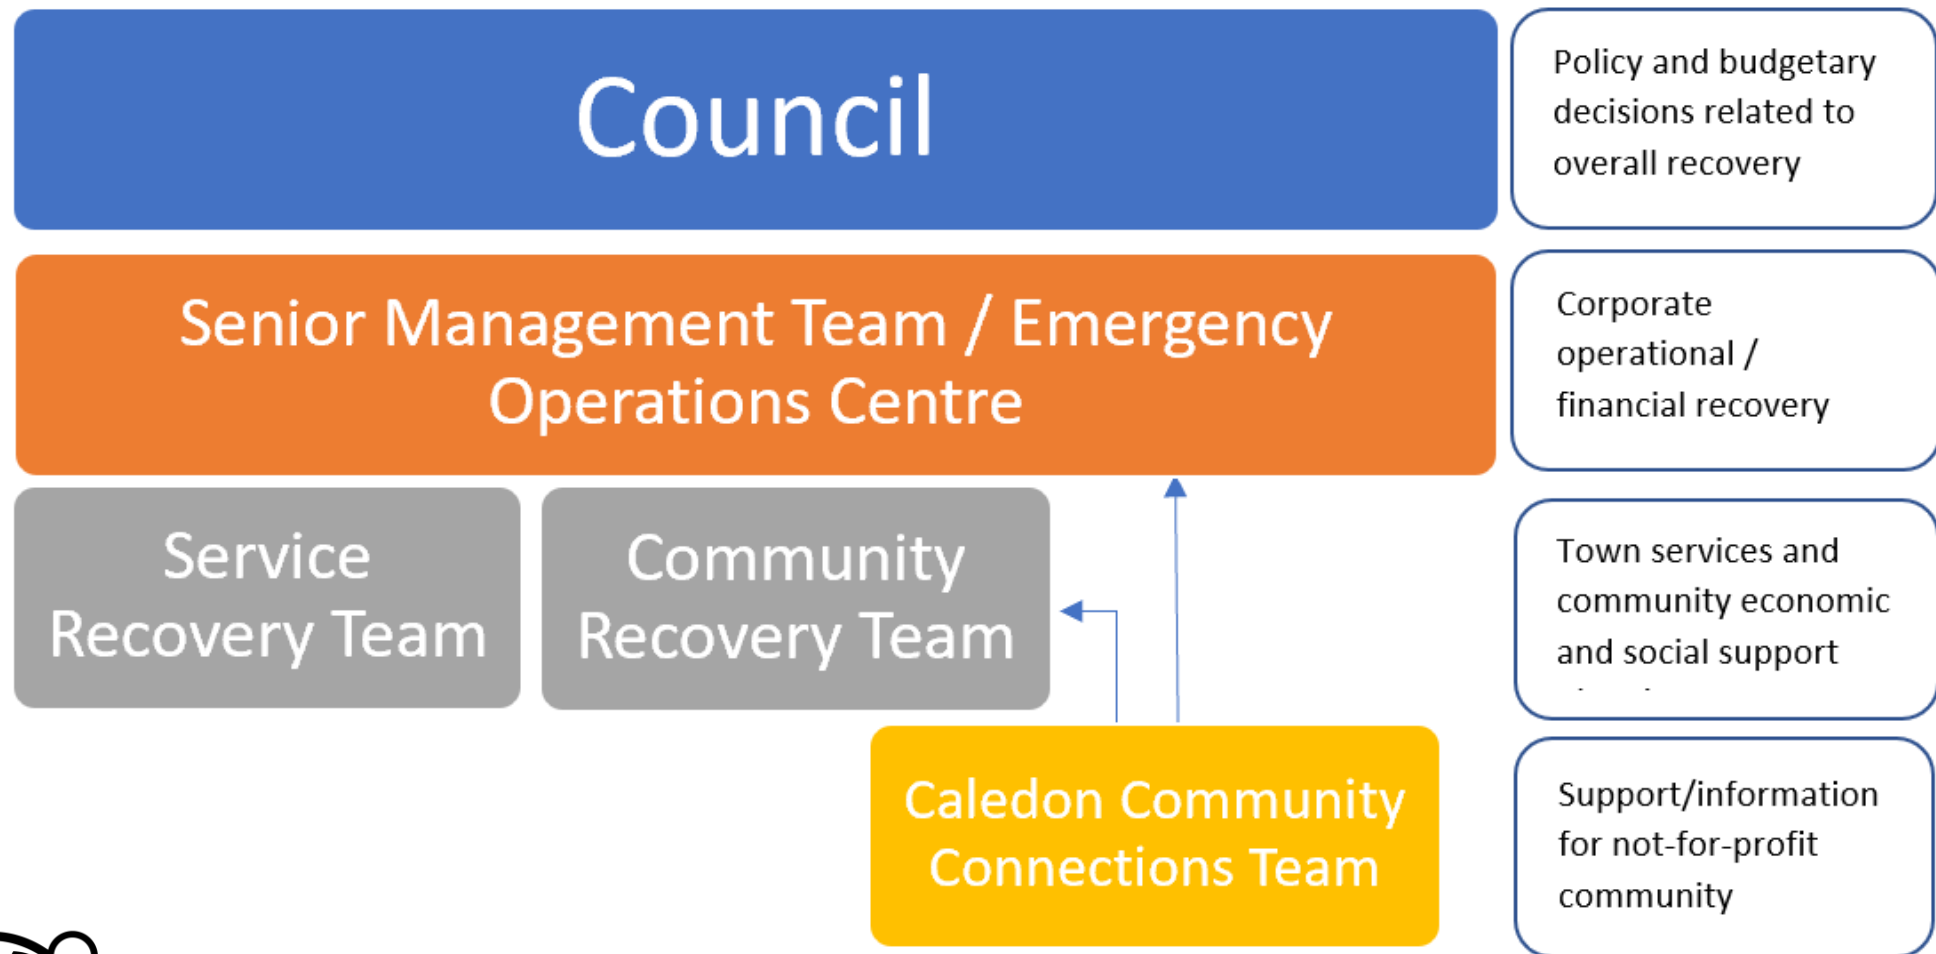 Council
Policy and budgetary
decisions related to
overall recovery
Senior Management Team / Emergency
Operations Centre
Corporate
operational /
financial recovery
Service
Recovery Team
Community
Recovery Team
Town services and
community economic
and social support
Caledon Community
Connections Team
Support/information
for not-for-profit
community